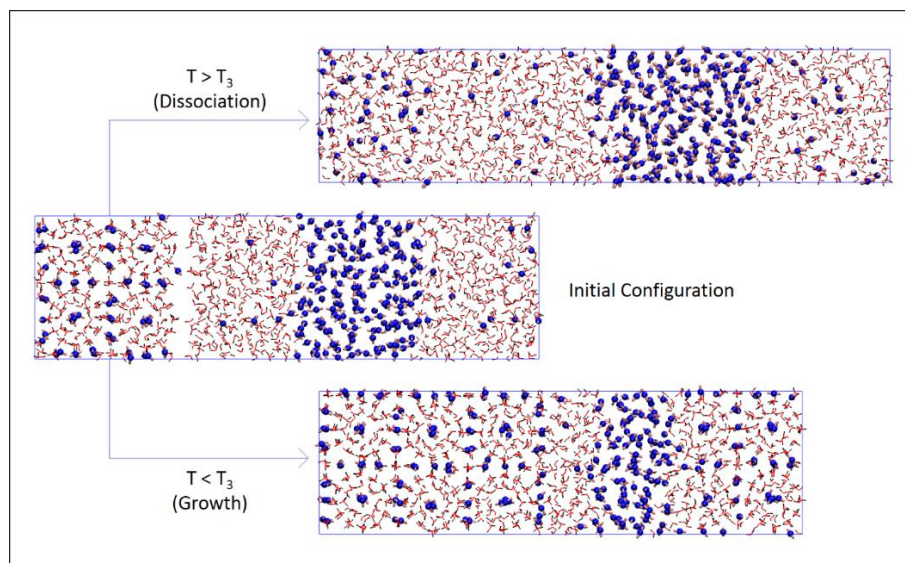 T > T₃
(Dissociation)
Initial Configuration
T < T₃
(Growth)